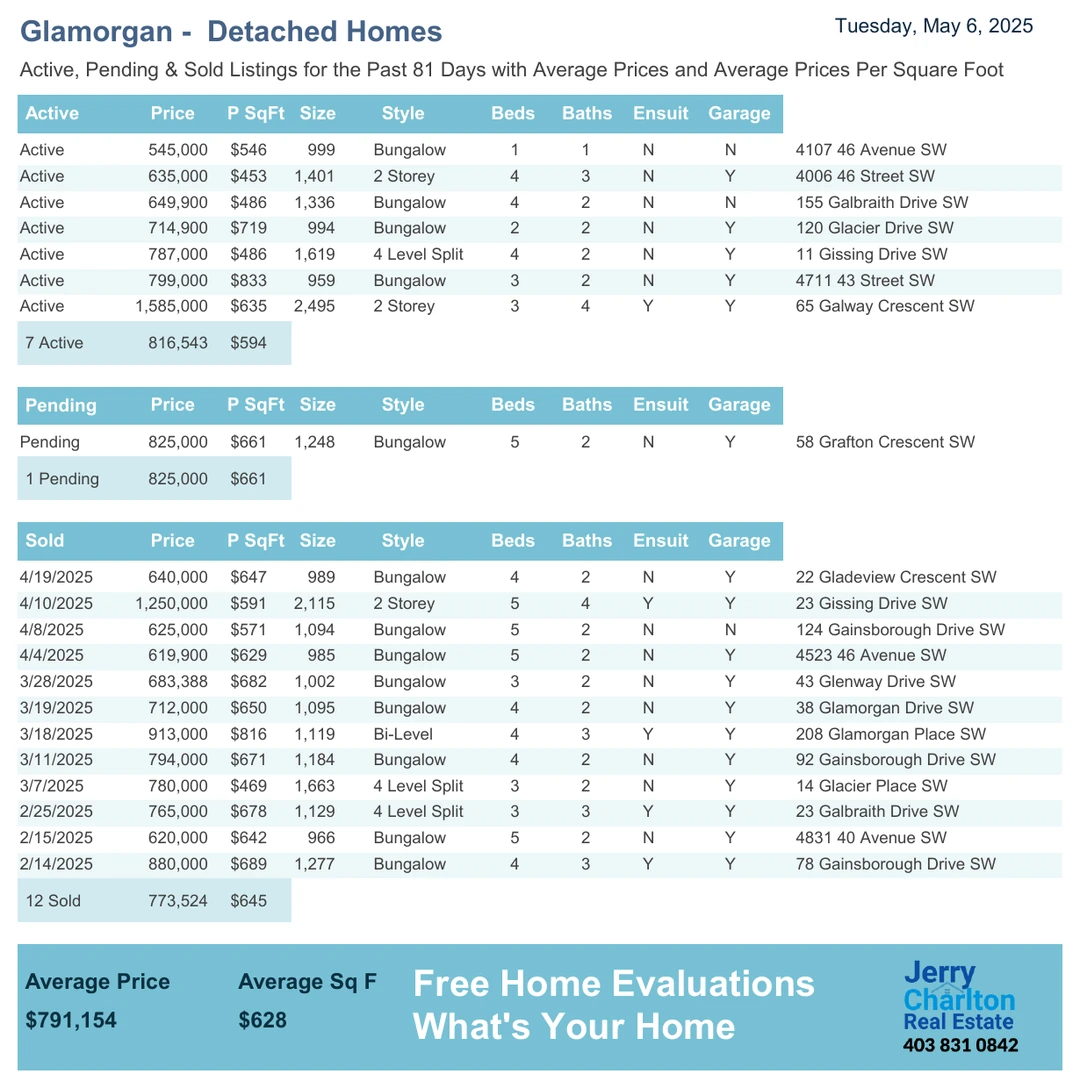 Glamorgan - Detached Homes
Tuesday, May 6, 2025
Active, Pending & Sold Listings for the Past 81 Days with Average Prices and Average Prices Per Square Foot
Active Price P SqFt Size Style Beds Baths Ensuit Garage
Active 545,000 $546 999 Bungalow 1 1 N N 4107 46 Avenue SW
Active 635,000 $453 1,401 2 Storey 4 3 N Y 4006 46 Street SW
Active 649,900 $486 1,336 Bungalow 4 2 N N 155 Galbraith Drive SW
Active 714,900 $719 994 Bungalow 2 2 N Y 120 Glacier Drive SW
Active 787,000 $486 1,619 4 Level Split 4 2 N Y 11 Gissing Drive SW
Active 799,000 $833 959 Bungalow 3 2 N Y 4711 43 Street SW
Active 1,585,000 $635 2,495 2 Storey 3 4 Y Y 65 Galway Crescent SW
7 Active 816,543 $594
Pending Price P SqFt Size Style Beds Baths Ensuit Garage
Pending 825,000 $661 1,248 Bungalow 5 2 N Y 58 Grafton Crescent SW
1 Pending 825,000 $661
Sold Price P SqFt Size Style Beds Baths Ensuit Garage
4/19/2025 640,000 $647 989 Bungalow 4 2 N Y 22 Gladeview Crescent SW
4/10/2025 1,250,000 $591 2,115 2 Storey 5 4 Y Y 23 Gissing Drive SW
4/8/2025 625,000 $571 1,094 Bungalow 5 2 N N 124 Gainsborough Drive SW
4/4/2025 619,900 $629 985 Bungalow 5 2 N Y 4523 46 Avenue SW
3/28/2025 683,388 $682 1,002 Bungalow 3 2 N Y 43 Glenway Drive SW
3/19/2025 712,000 $650 1,095 Bungalow 4 2 N Y 38 Glamorgan Drive SW
3/18/2025 913,000 $816 1,119 Bi-Level 4 3 Y Y 208 Glamorgan Place SW
3/11/2025 794,000 $671 1,184 Bungalow 4 2 N Y 92 Gainsborough Drive SW
3/7/2025 780,000 $469 1,663 4 Level Split 3 2 N Y 14 Glacier Place SW
2/25/2025 765,000 $678 1,129 4 Level Split 3 3 Y Y 23 Galbraith Drive SW
2/15/2025 620,000 $642 966 Bungalow 5 2 N Y 4831 40 Avenue SW
2/14/2025 880,000 $689 1,277 Bungalow 4 3 Y Y 78 Gainsborough Drive SW
12 Sold 773,524 $645
Average Price Average Sq F
$791,154 $628
Free Home Evaluations
What's Your Home
Jerry
Charlton
Real Estate
403 831 0842